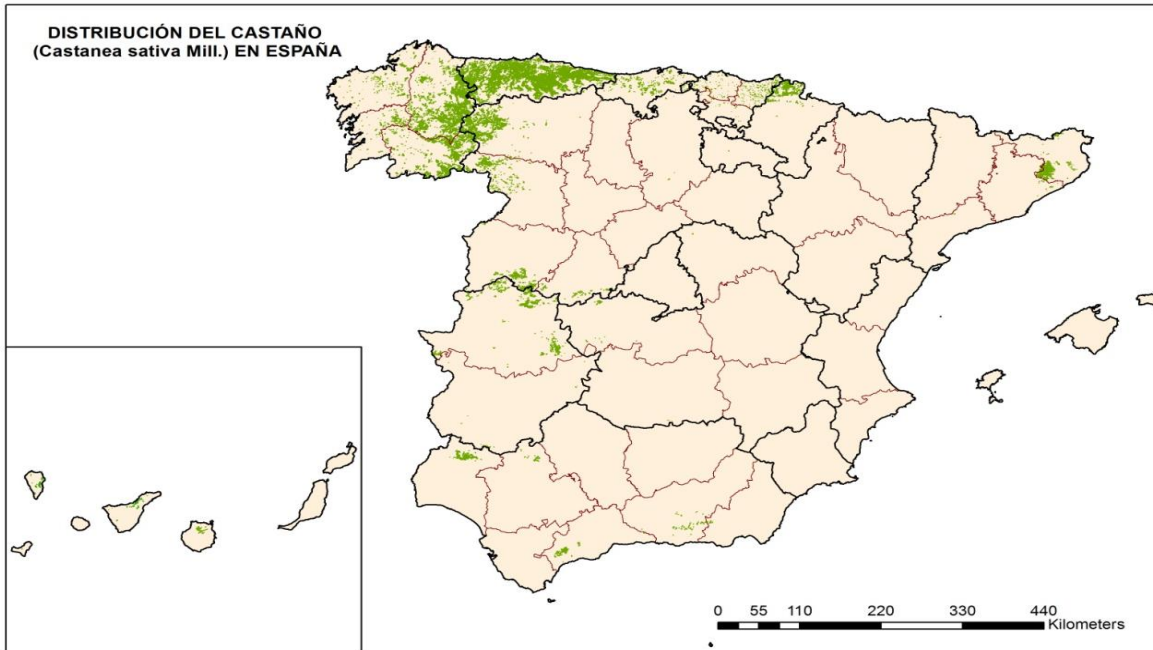 DISTRIBUCIÓN DEL CASTAÑO
(Castanea sativa Mill.) EN ESPAÑA
0 55 110 220 330 440
Kilometers